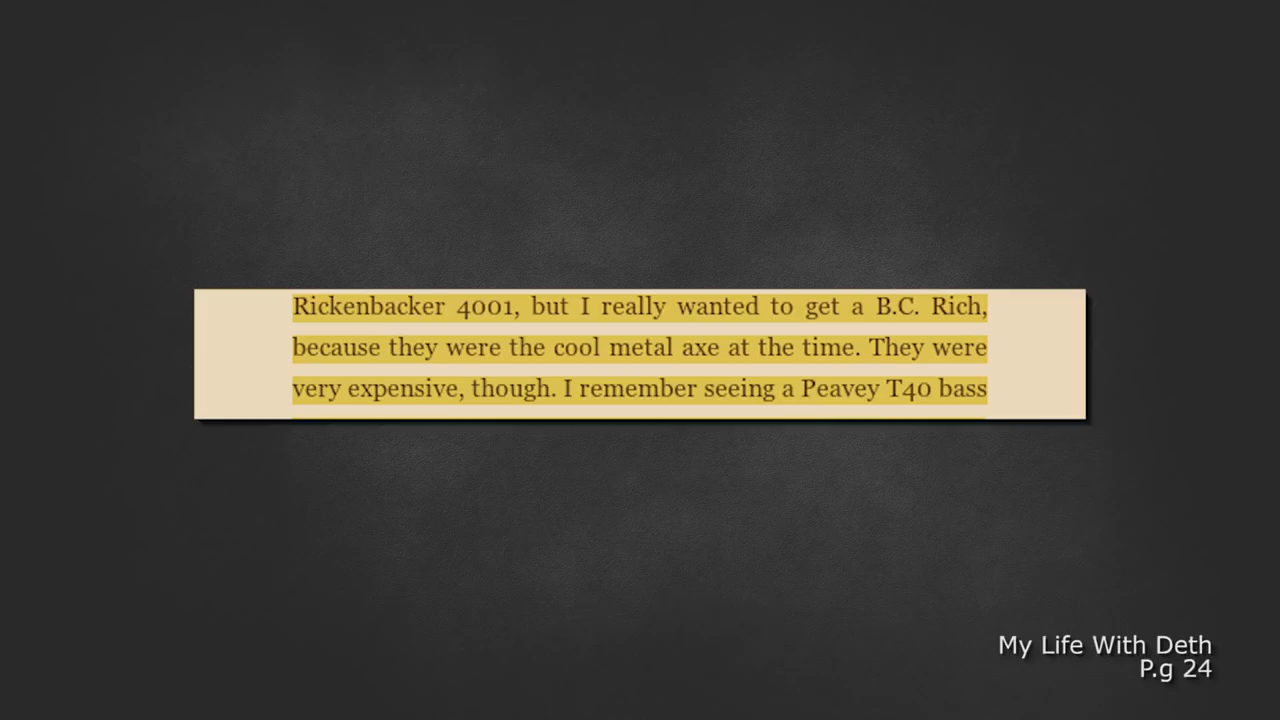 Rickenbacker 4001, but I really wanted to get a B.C. Rich,
because they were the cool metal axe at the time. They were
very expensive, though. I remember seeing a Peavey T40 bass
My Life With Deth
P.g 24